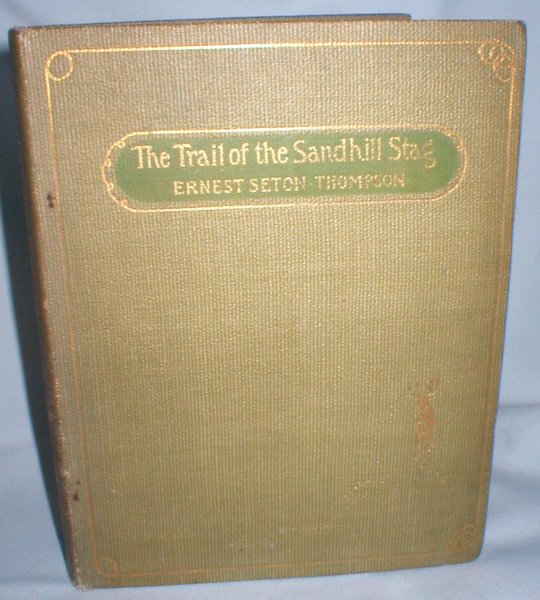 The Trail of the Sandhill Stag
ERNEST SETON-THOMPSON